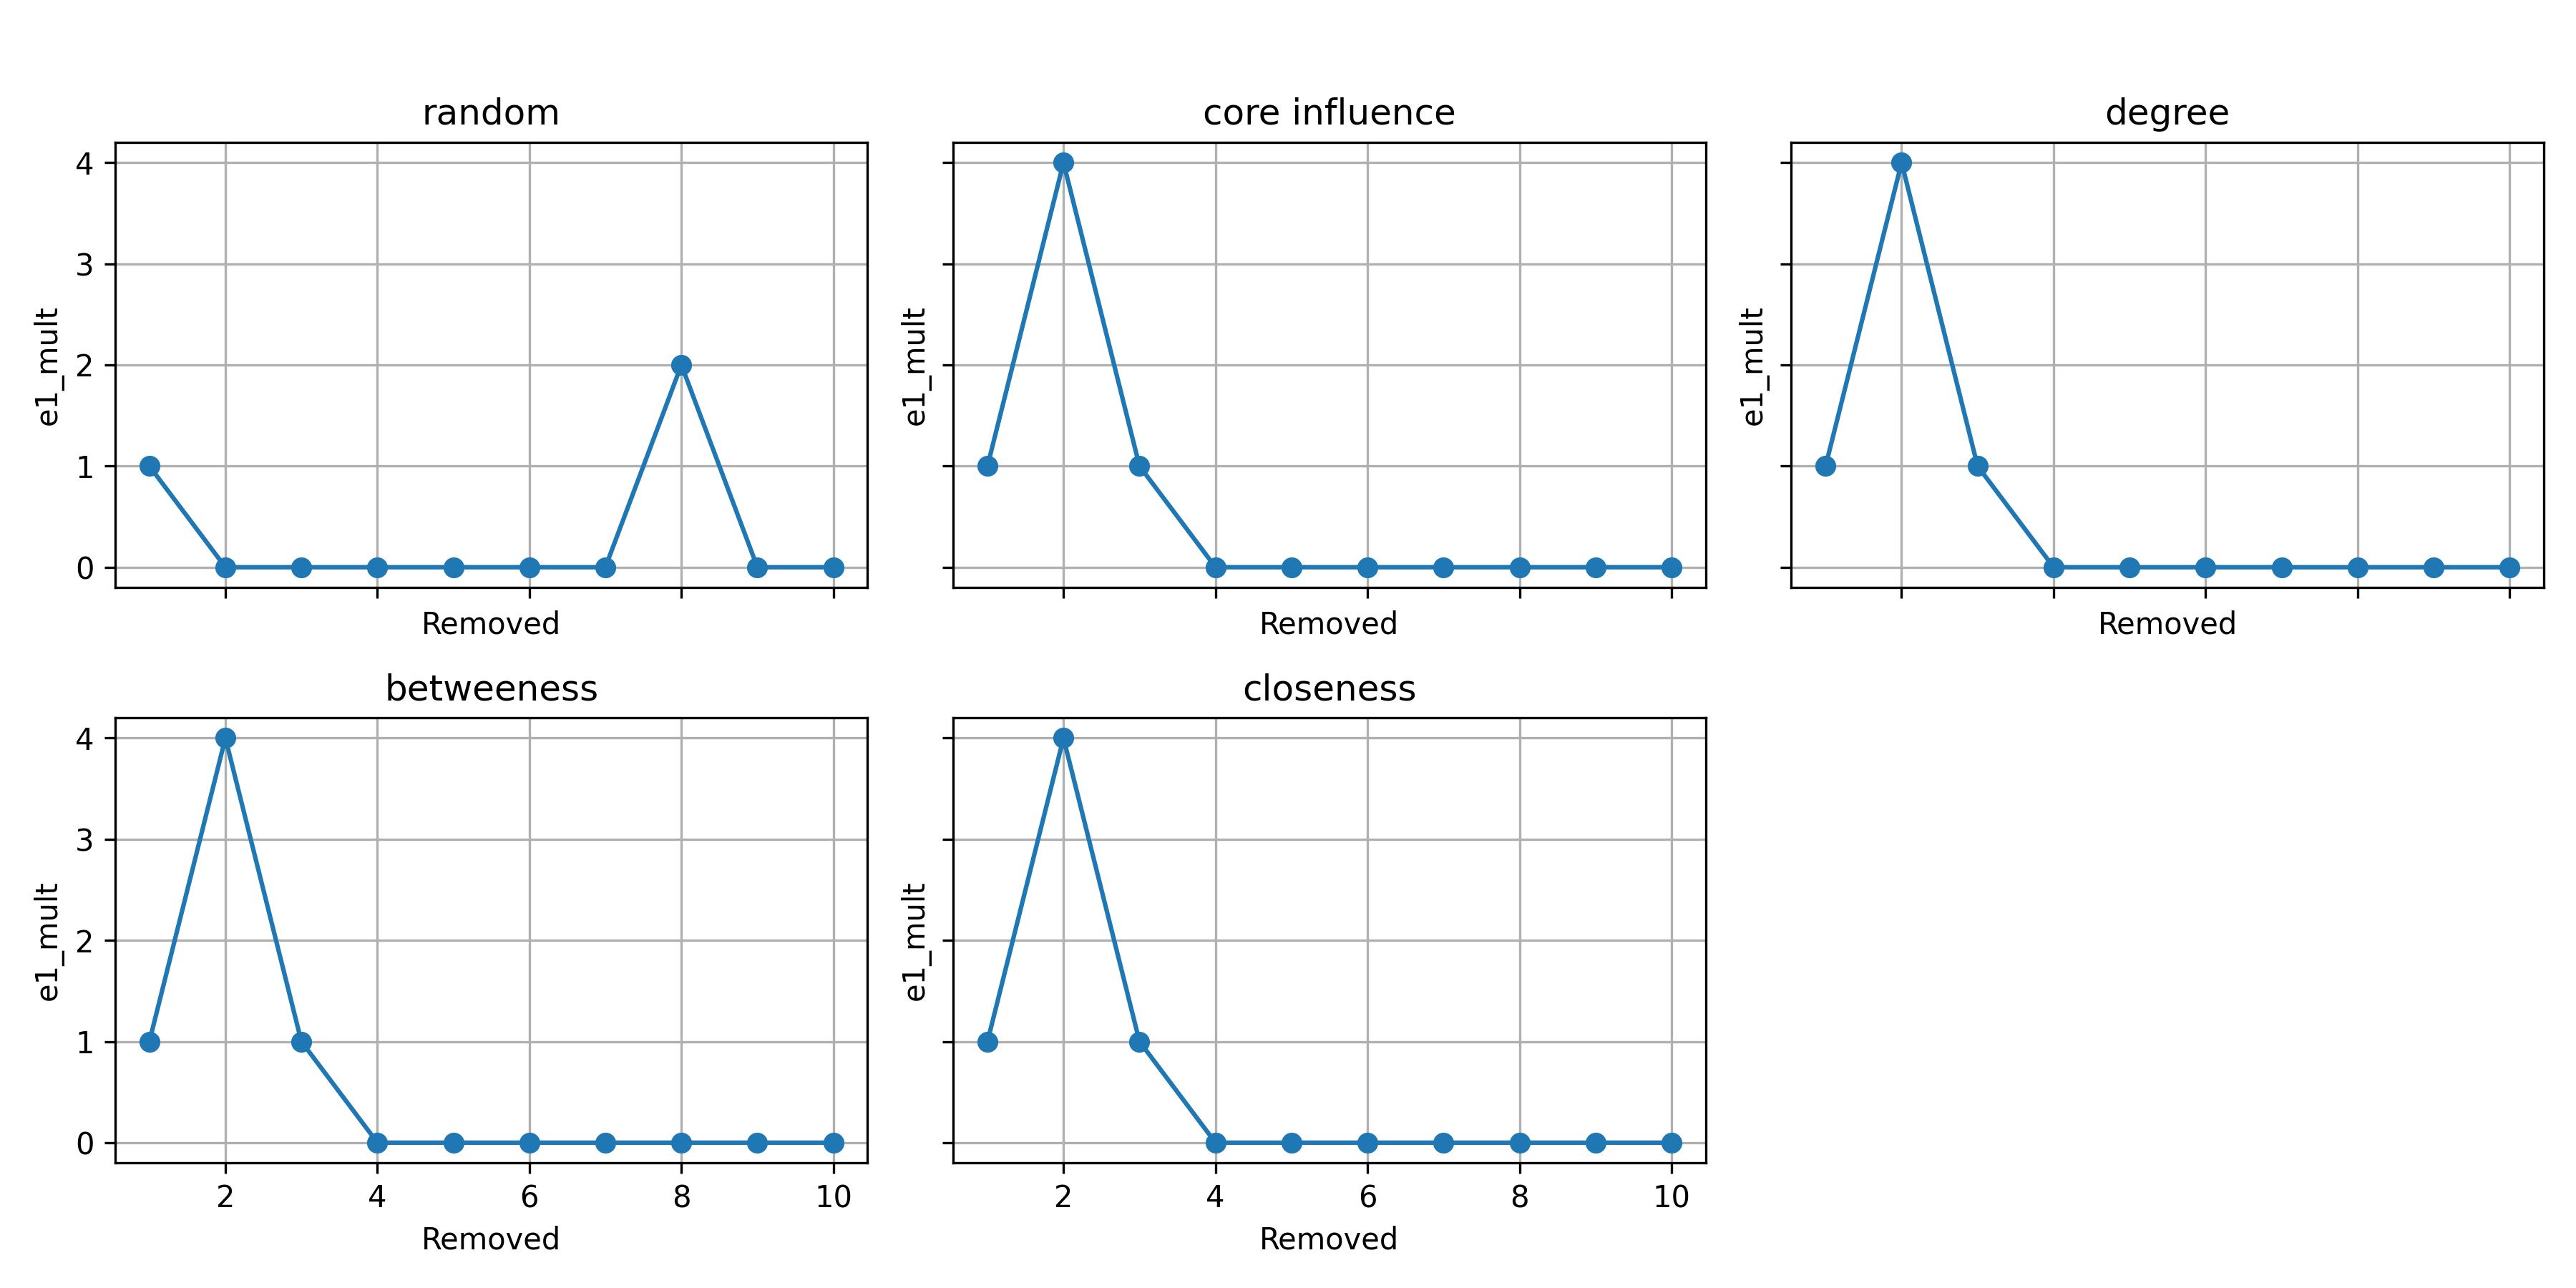 random
core influence
degree
4
3
2
1
0
e1_mult
e1_mult
e1_mult
Removed
Removed
Removed
betweeness
closeness
4
3
2
1
0
e1_mult
e1_mult
2 4 6 8 10
2 4 6 8 10
Removed
Removed